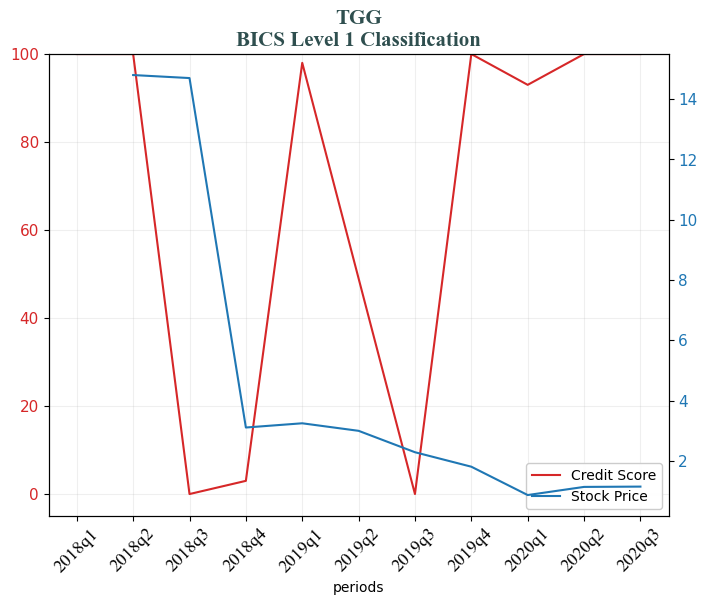 TGG
BICS Level 1 Classification
100
80
60
40
20
0
14
12
10
8
6
4
2
Credit Score
Stock Price
2018q1
2018q2
2018q3
2018q4
2019q1
2019q2
2019q3
2019q4
2020q1
2020q2
2020q3
periods